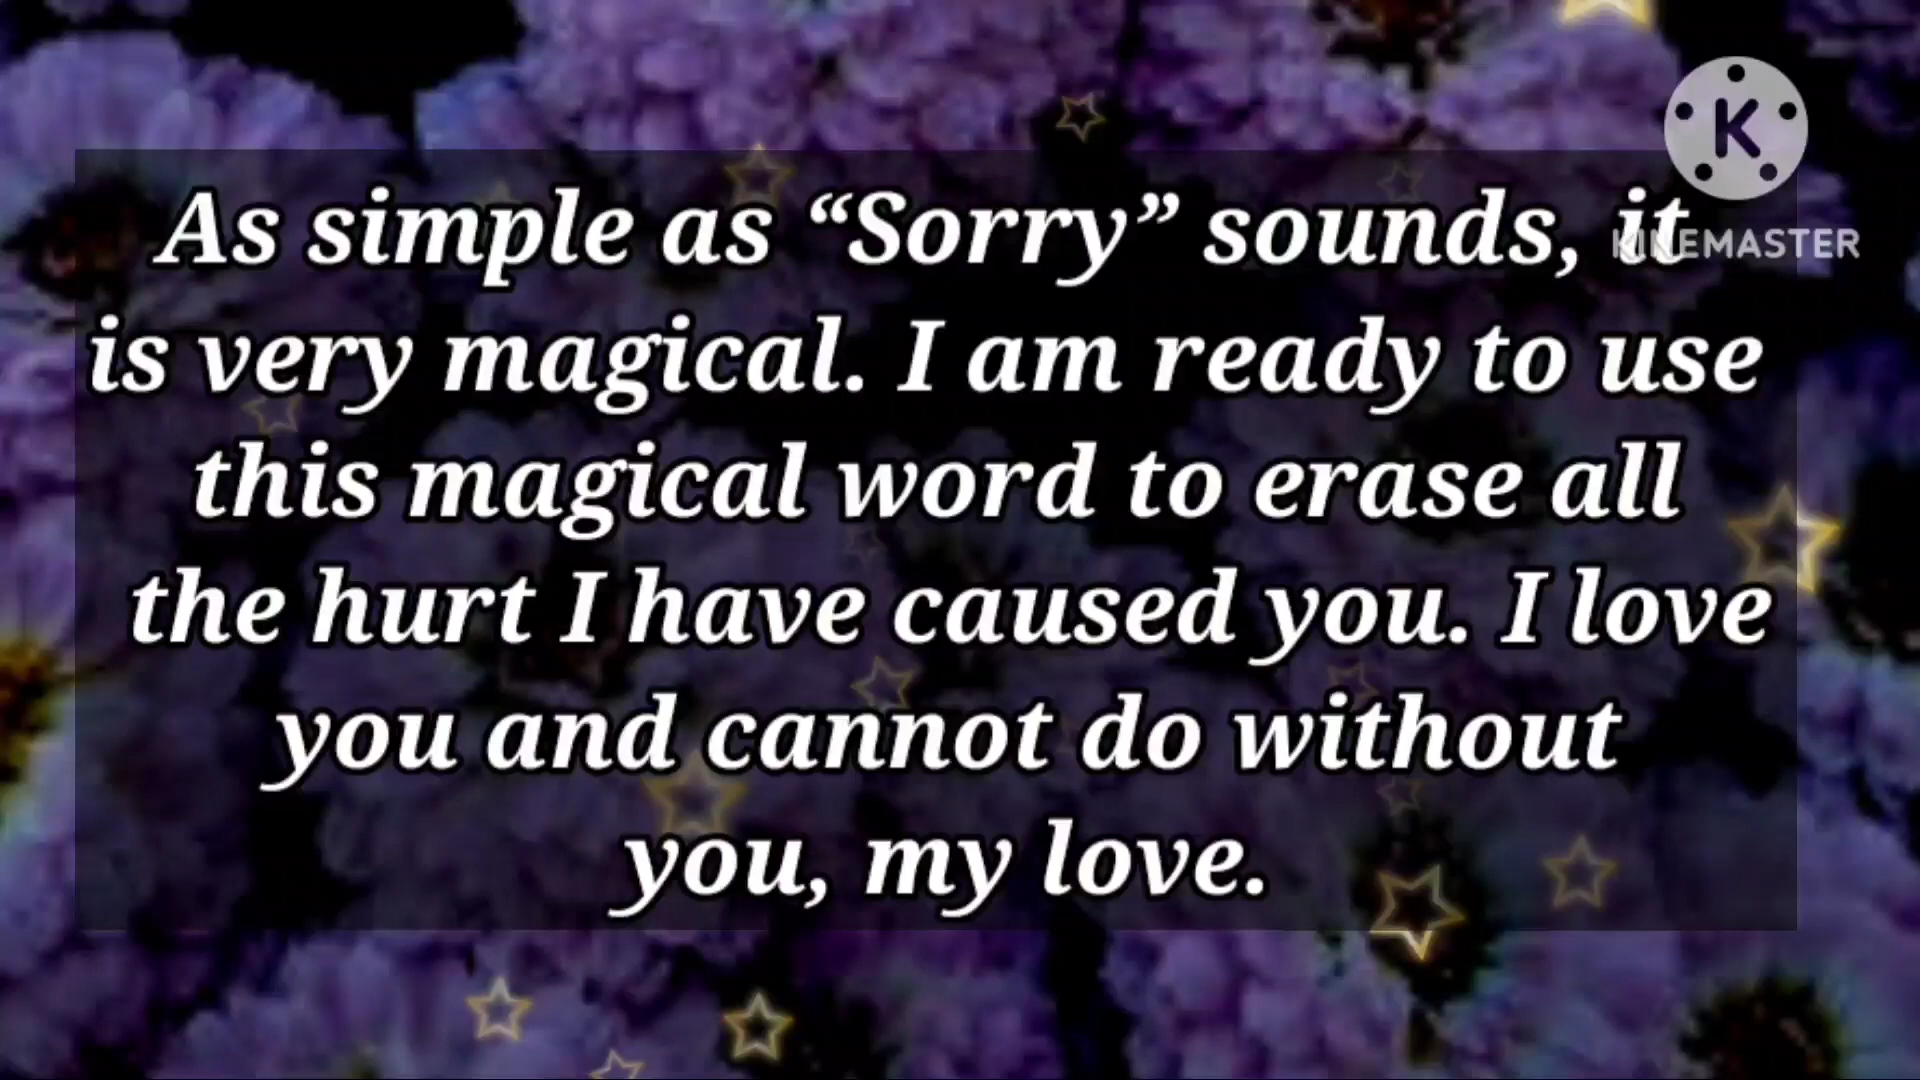 As simple as “Sorry” sounds, it
is very magical. I am ready to use
this magical word to erase all
the hurt I have caused you. I love
you and cannot do without
you, my love.
K
KINEMASTER